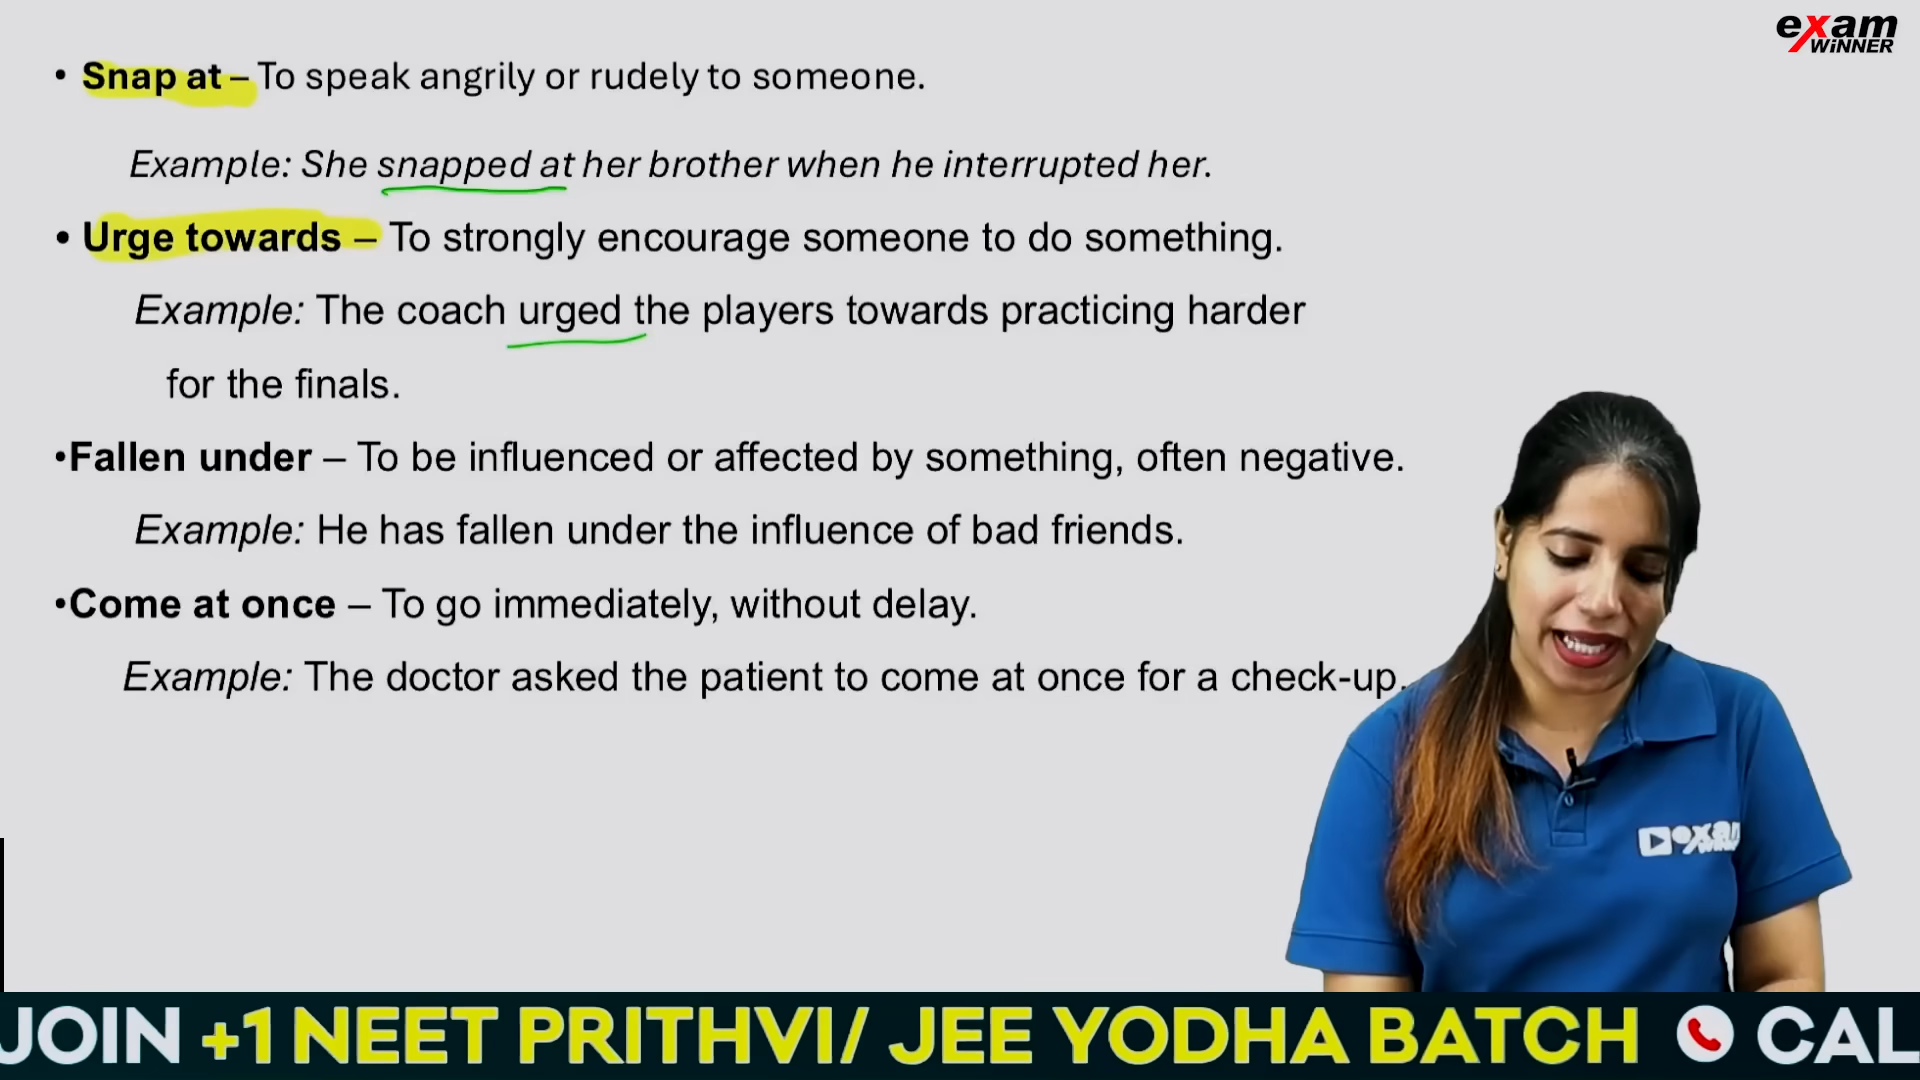 exam
WiNNER
• Snap at – To speak angrily or rudely to someone.
Example: She snapped at her brother when he interrupted her.
• Urge towards – To strongly encourage someone to do something.
Example: The coach urged the players towards practicing harder
for the finals.
•Fallen under – To be influenced or affected by something, often negative.
Example: He has fallen under the influence of bad friends.
•Come at once – To go immediately, without delay.
Example: The doctor asked the patient to come at once for a check-up.
JOIN +1 NEET PRITHVI/ JEE YODHA BATCH CAL